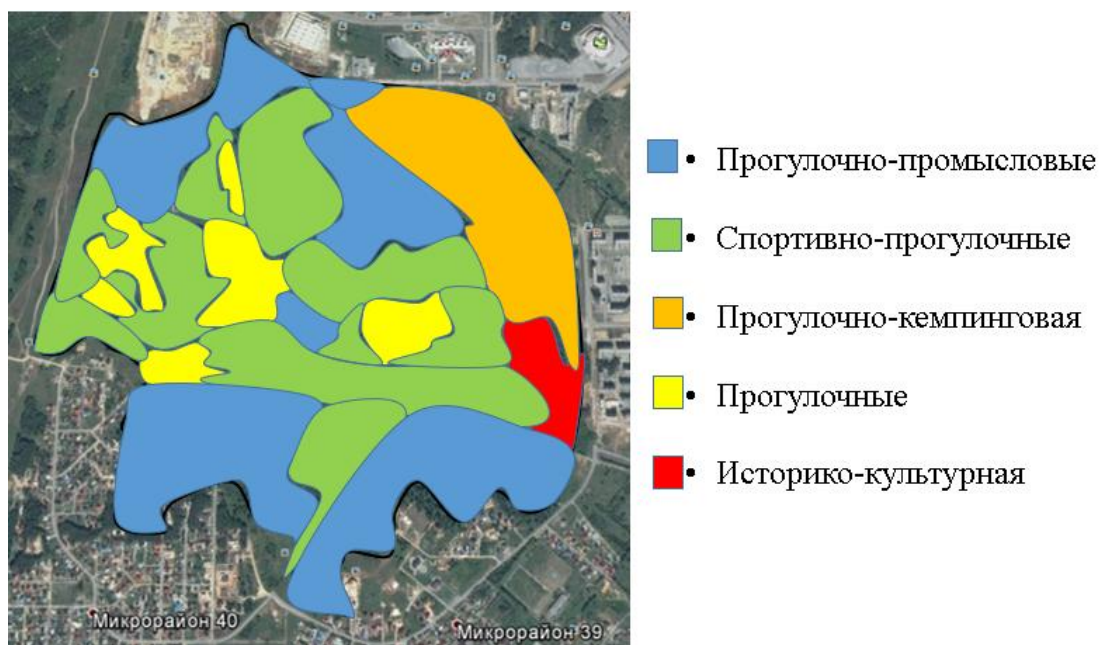 • Прогулочно-промысловые
• Спортивно-прогулочные
• Прогулочно-кемпинговая
• Прогулочные
• Историко-культурная
Микрорайон 40
Микрорайон 39